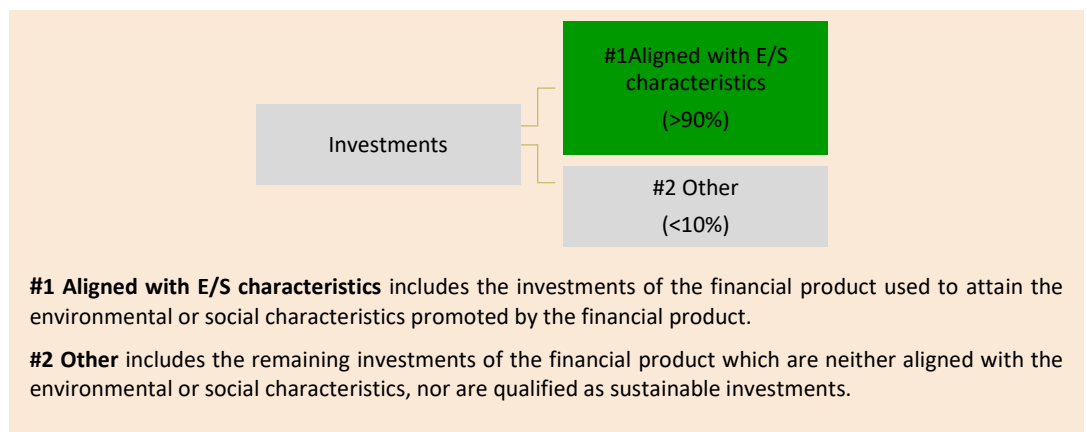 #1Aligned with E/S
characteristics
(>90%)
Investments
#2 Other
(<10%)
#1 Aligned with E/S characteristics includes the investments of the financial product used to attain the
environmental or social characteristics promoted by the financial product.
#2 Other includes the remaining investments of the financial product which are neither aligned with the
environmental or social characteristics, nor are qualified as sustainable investments.